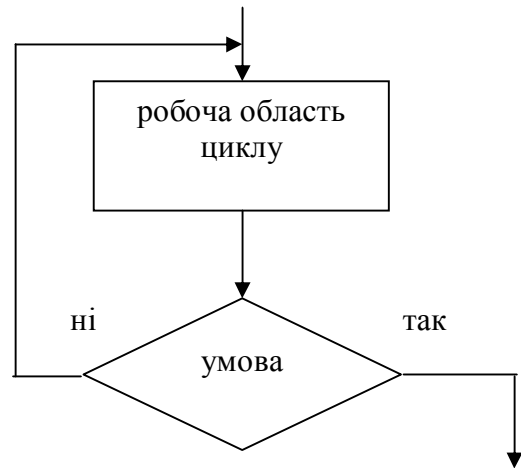 робоча область
циклу
ні
так
умова